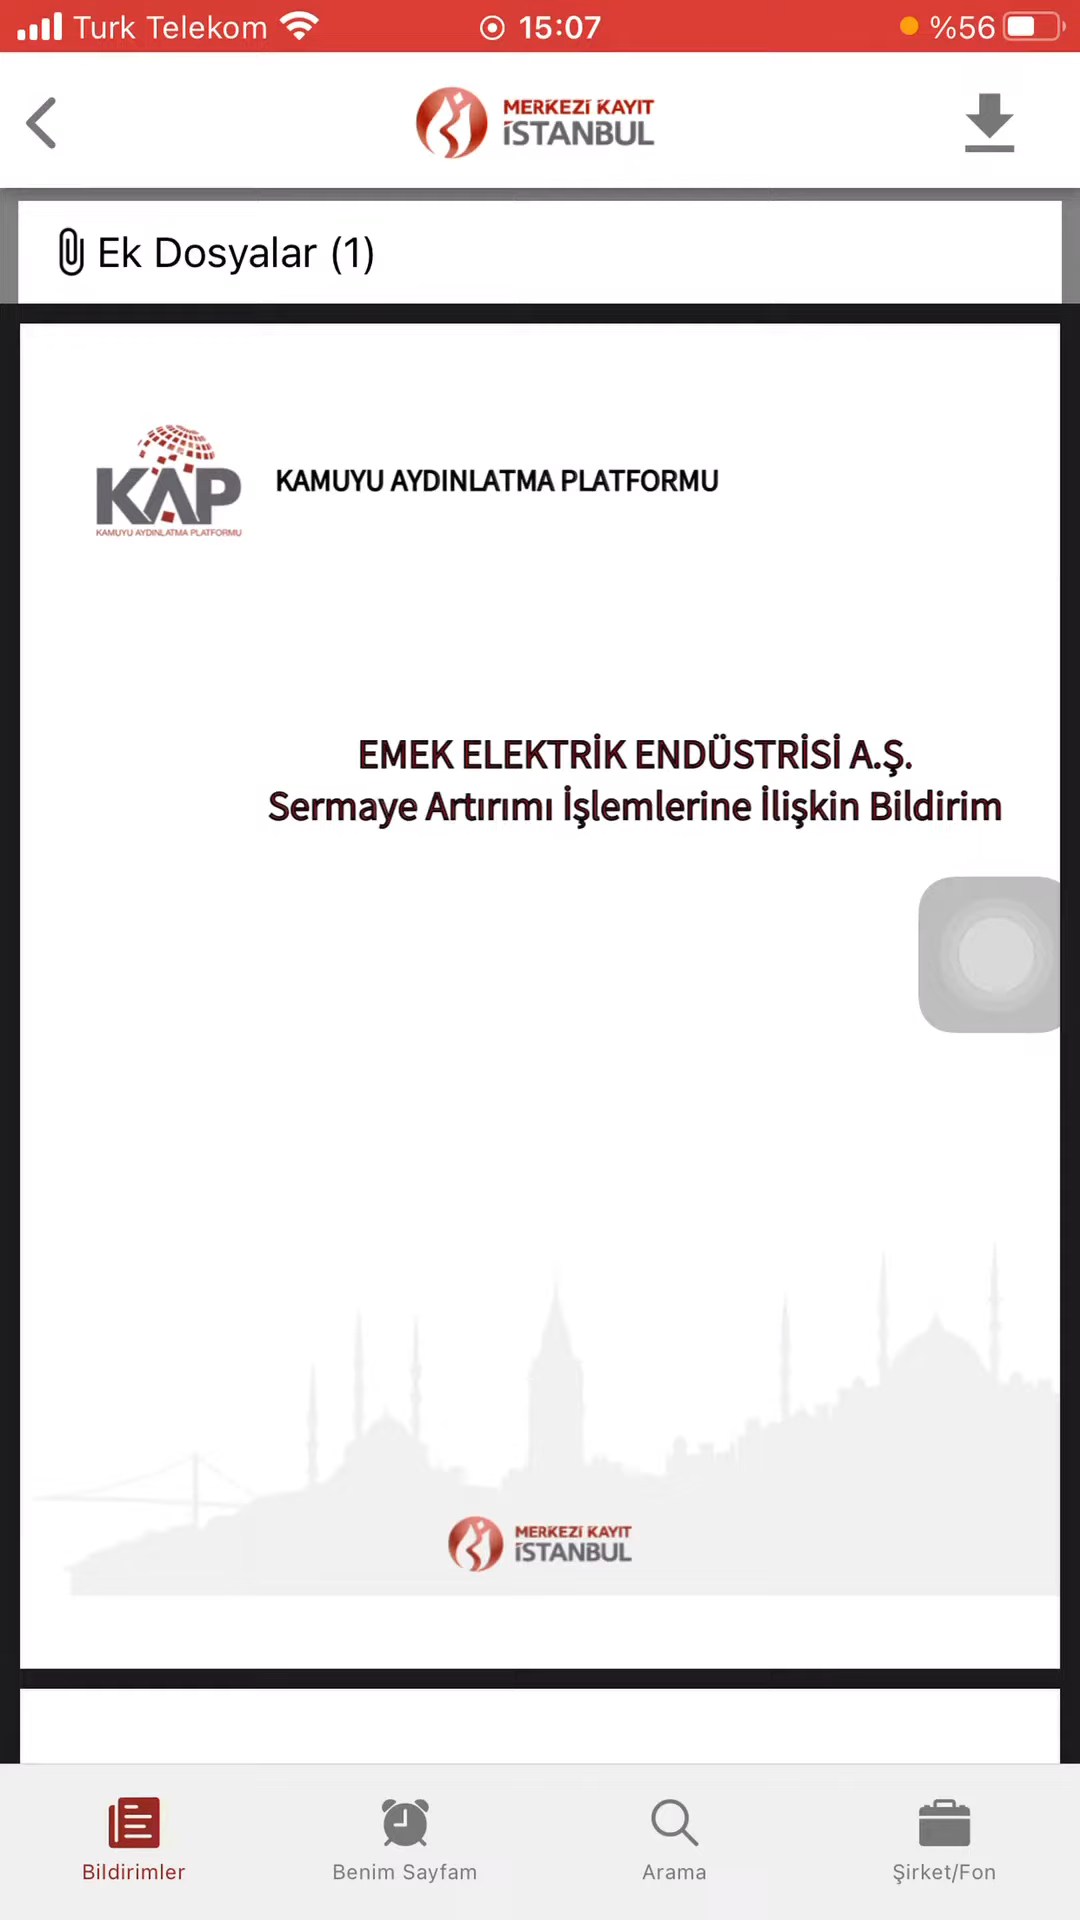 Turk Telekom 15:07 %56
MERKEZİ KAYIT
İSTANBUL
Ek Dosyalar (1)
KAP
KAMUYU AYDINLATMA PLATFORMU
KAMUYU AYDINLATMA PLATFORMU
EMEK ELEKTRİK ENDÜSTRİSİ A.Ş.
Sermaye Artırımı İşlemlerine İlişkin Bildirim
MERKEZİ KAYIT
İSTANBUL
Bildirimler Benim Sayfam Arama Şirket/Fon